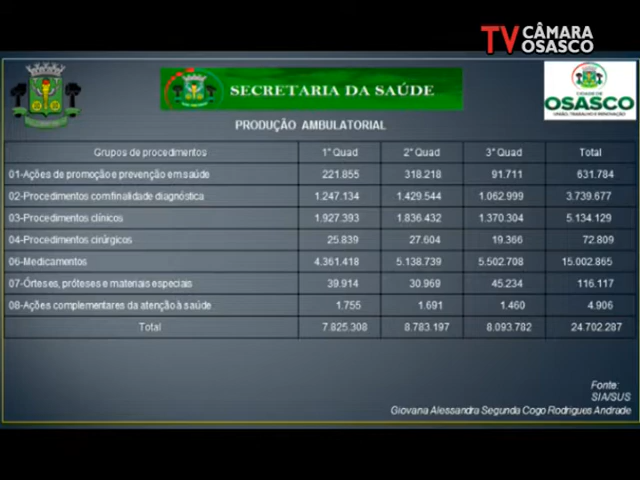 TV CÂMARA
OSASCO
SECRETARIA DA SAÚDE
CIDADE DE
OSASCO
UNIÃO, TRABALHO E RENOVAÇÃO
PRODUÇÃO AMBULATORIAL
Grupos de procedimentos 1° Quad 2° Quad 3° Quad Total
01-Ações de promoção e prevenção em saúde 221.855 318.218 91.711 631.784
02-Procedimentos com finalidade diagnóstica 1.247.134 1.429.544 1.062.999 3.739.677
03-Procedimentos clínicos 1.927.393 1.836.432 1.370.304 5.134.129
04-Procedimentos cirúrgicos 25.839 27.604 19.366 72.809
06-Medicamentos 4.361.418 5.138.739 5.502.708 15.002.865
07-Órteses, próteses e materiais especiais 39.914 30.969 45.234 116.117
08-Ações complementares da atenção à saúde 1.755 1.691 1.460 4.906
Total 7.825.308 8.783.197 8.093.782 24.702.287
Fonte:
SIA/SUS
Giovana Alessandra Segunda Cogo Rodrigues Andrade